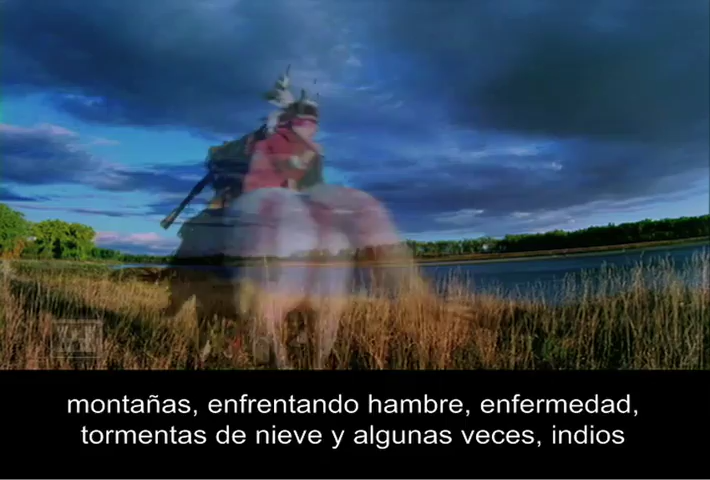 montañas, enfrentando hambre, enfermedad,
tormentas de nieve y algunas veces, indios